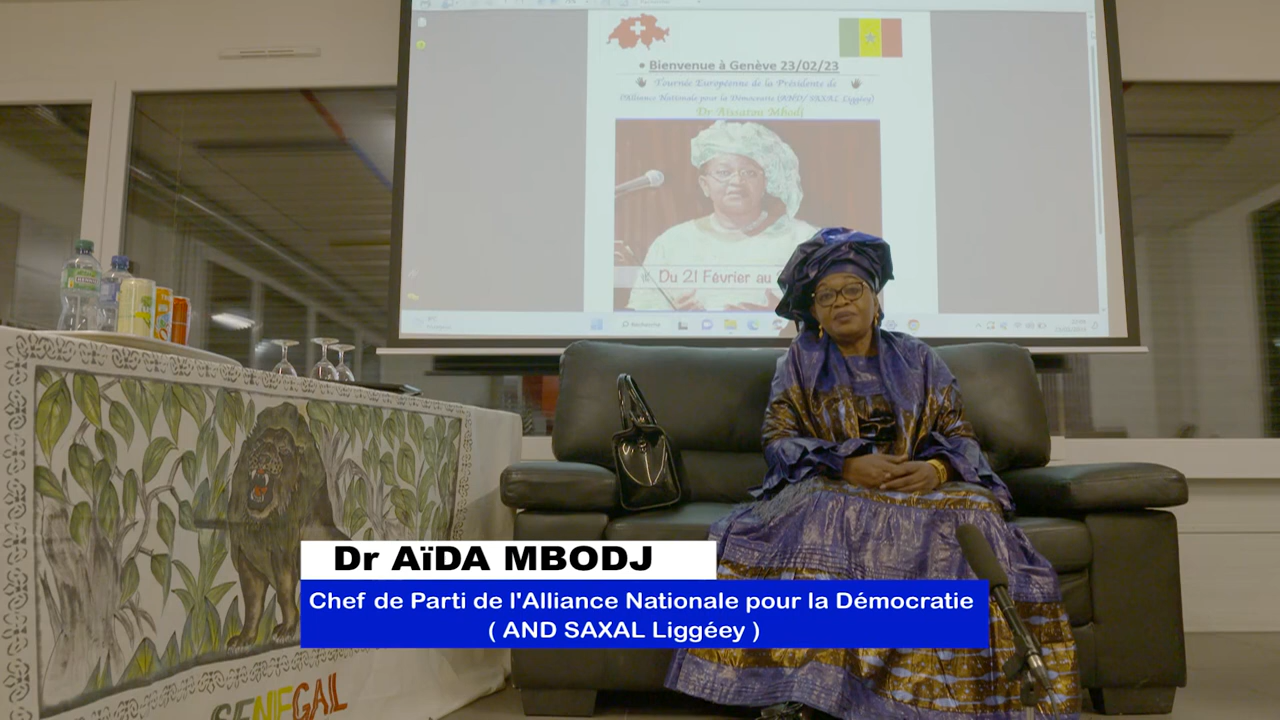 • Bienvenue à Genève 23/02/23
Tournée Européenne de la Présidente de
l'Alliance Nationale pour la Démocratie (AND/ SAXAL Liggéey)
Dr Aïssatou Mbodj
Du 21 Février au
Recherche
Dr AïDA MBODJ
Chef de Parti de l'Alliance Nationale pour la Démocratie
( AND SAXAL Liggéey )
SENEGAL